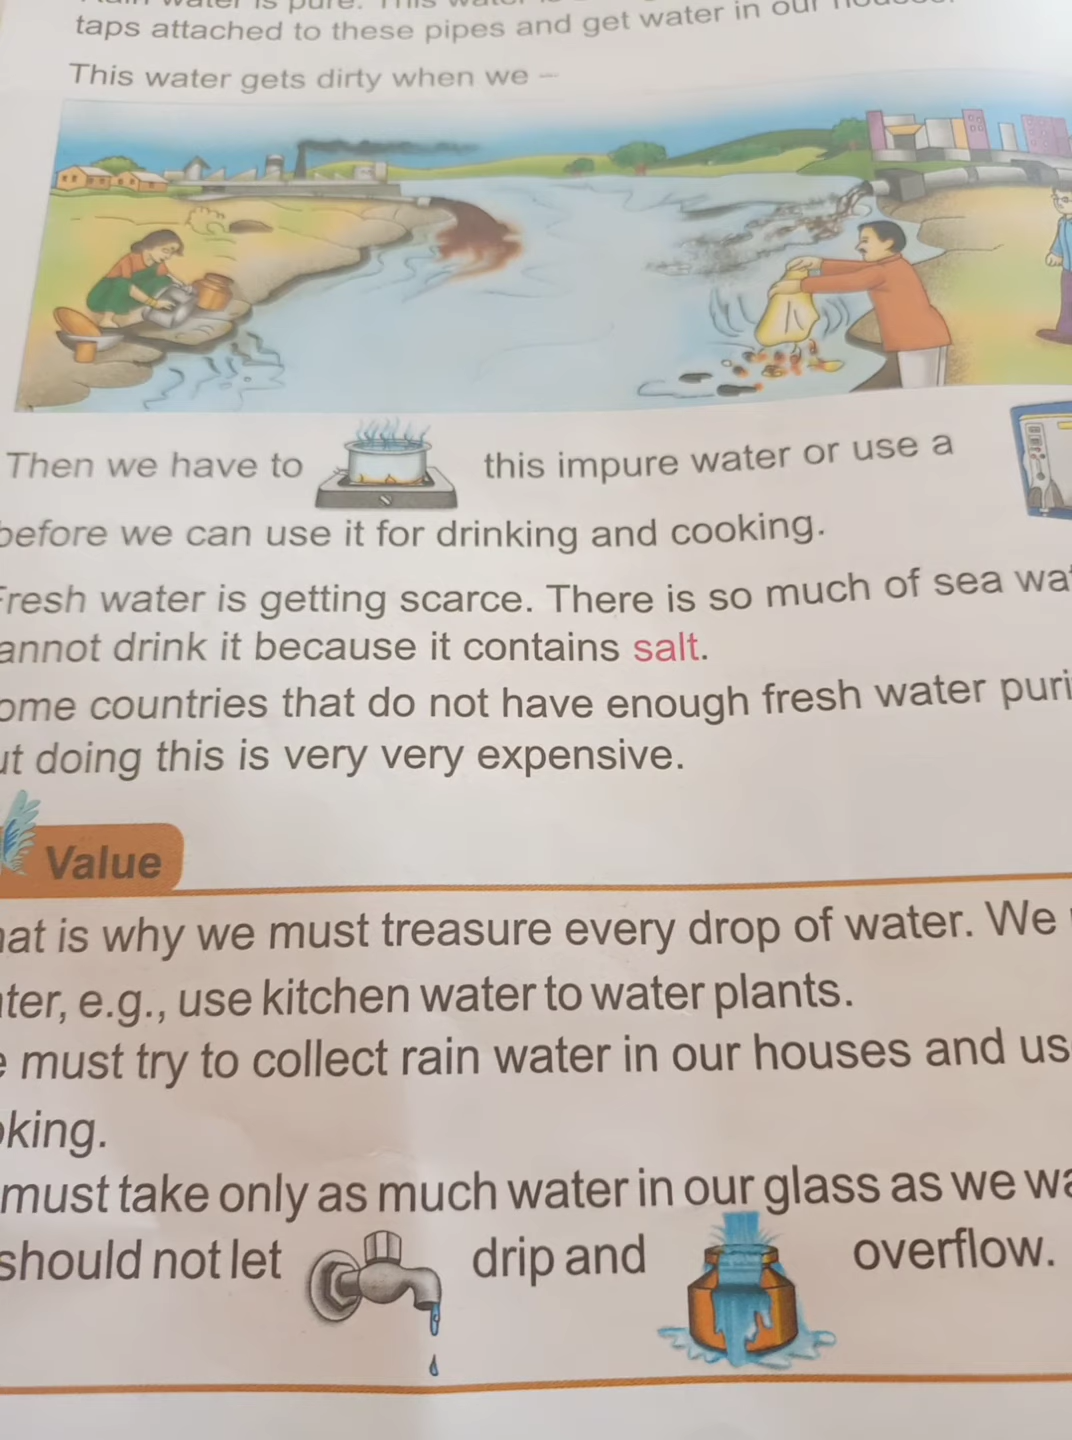 water is pure. This
taps attached to these pipes and get water in our
This water gets dirty when we –
Then we have to this impure water or use a
before we can use it for drinking and cooking.
Fresh water is getting scarce. There is so much of sea
annot drink it because it contains salt.
ome countries that do not have enough fresh water puri
ut doing this is very very expensive.
Value
hat is why we must treasure every drop of water. We
ter, e.g., use kitchen water to water plants.
e must try to collect rain water in our houses and us
oking.
must take only as much water in our glass as we wa
should not let drip and overflow.